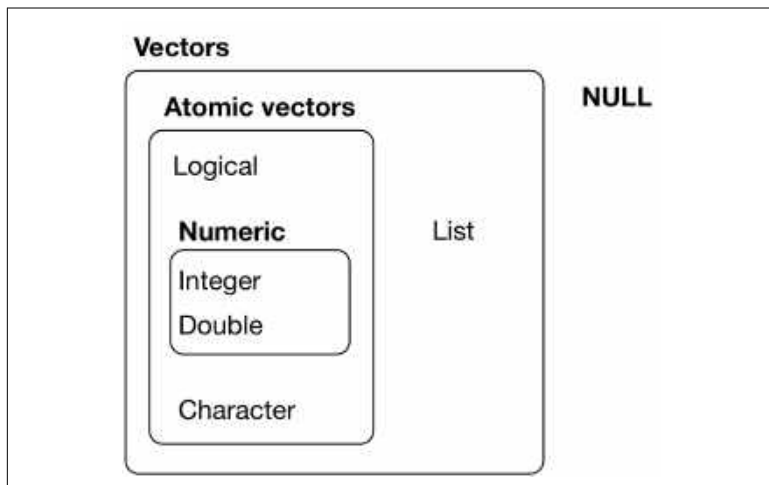 Vectors
NULL
Atomic vectors
Logical
Numeric
List
Integer
Double
Character